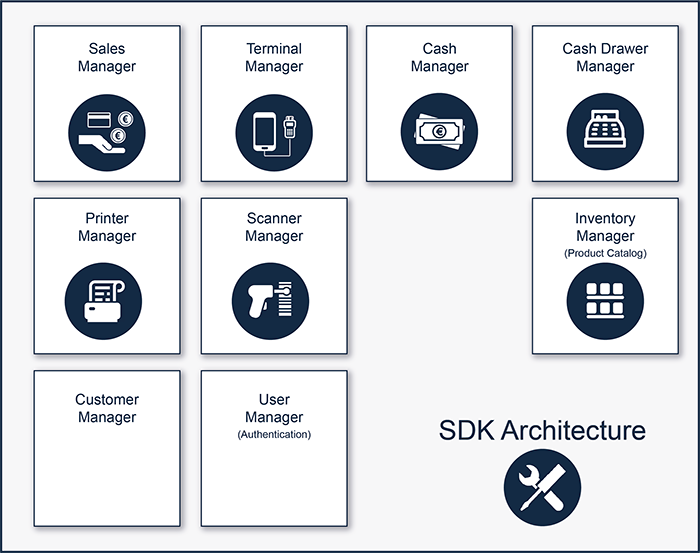 Sales
Manager
Terminal
Manager
Cash
Manager
Cash Drawer
Manager
Printer
Manager
Scanner
Manager
Inventory
Manager
(Product Catalog)
Customer
Manager
User
Manager
(Authentication)
SDK Architecture